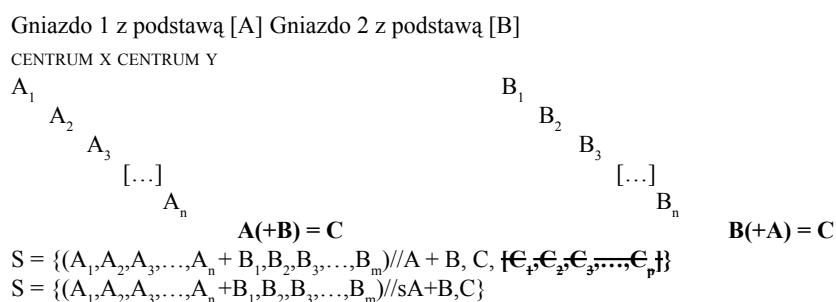 Gniazdo 1 z podstawą [A] Gniazdo 2 z podstawą [B]
CENTRUM X CENTRUM Y
A₁ B₁
A₂ B₂
A₃ B₃
[…] […]
Aₙ Bₙ
A(+B) = C B(+A) = C
S = {(A₁,A₂,A₃,…,Aₙ + B₁,B₂,B₃,…,Bₘ)//A + B, C, [C₁,C₂,C₃,…,Cₚ]}
S = {(A₁,A₂,A₃,…,Aₙ+B₁,B₂,B₃,…,Bₘ)//sA+B,C}